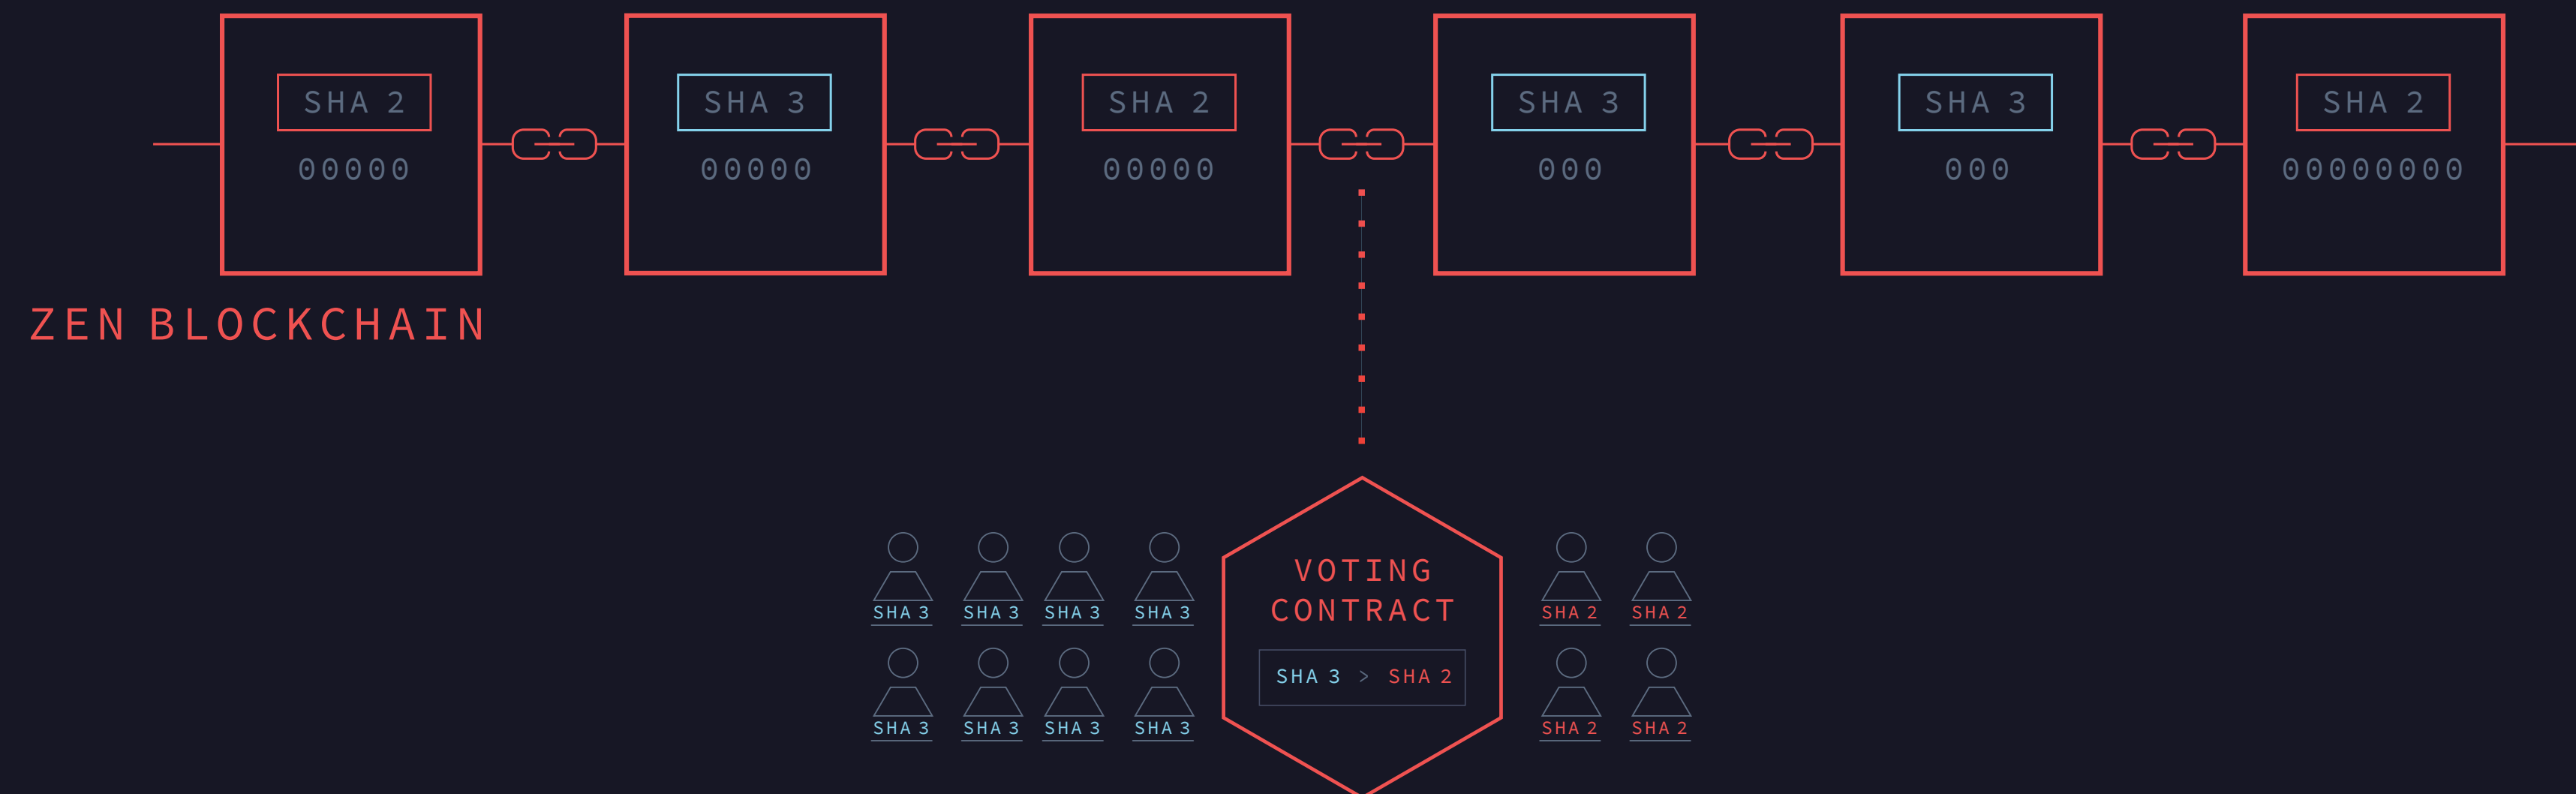 SHA 2
00000
SHA 3
00000
SHA 2
00000
SHA 3
000
SHA 3
000
SHA 2
00000000
ZEN BLOCKCHAIN
VOTING
CONTRACT
SHA 3 > SHA 2
SHA 3 SHA 3 SHA 3 SHA 3
SHA 2 SHA 2
SHA 3 SHA 3 SHA 3 SHA 3
SHA 2 SHA 2